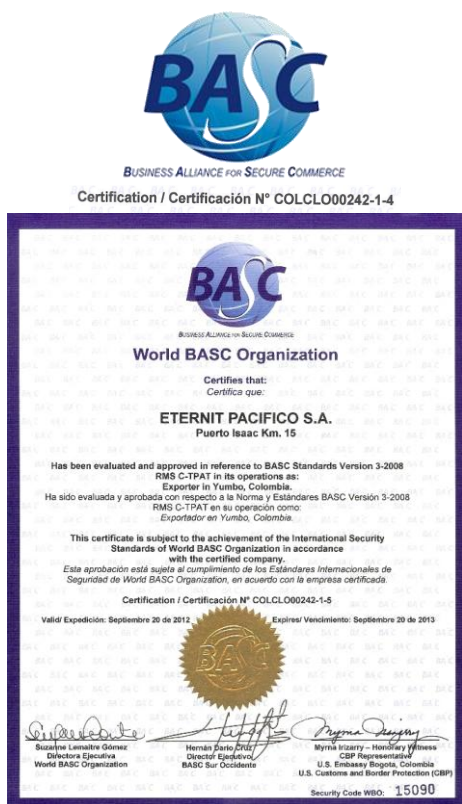 BASC
BUSINESS ALLIANCE FOR SECURE COMMERCE
Certification / Certificación N° COLCLO00242-1-4
BASC
BUSINESS ALLIANCE FOR SECURE COMMERCE
World BASC Organization
Certifies that:
Certifica que:
ETERNIT PACIFICO S.A.
Puerto Isaac Km. 15
Has been evaluated and approved in reference to BASC Standards Version 3-2008
RMS C-TPAT in its operations as:
Exporter in Yumbo, Colombia.
Ha sido evaluada y aprobada con respecto a la Norma y Estándares BASC Versión 3-2008
RMS C-TPAT en su operación como:
Exportador en Yumbo, Colombia.
This certificate is subject to the achievement of the International Security
Standards of World BASC Organization in accordance
with the certified company.
Esta aprobación está sujeta al cumplimiento de los Estándares Internacionales de
Seguridad de World BASC Organization, en acuerdo con la empresa certificada.
Certification / Certificación N° COLCLO00242-1-5
Valid/ Expedición: Septiembre 20 de 2012 Expires/ Vencimiento: Septiembre 20 de 2013
BASC
Suzanne Lemaitre Gómez
Directora Ejecutiva
World BASC Organization
Hernán Darío Cruz
Director Ejecutivo
BASC Sur Occidente
Myrna Irizarry – Honorary Witness
CBP Representative
U.S. Embassy Bogota, Colombia
U.S. Customs and Border Protection (CBP)
Security Code WBO: 15090